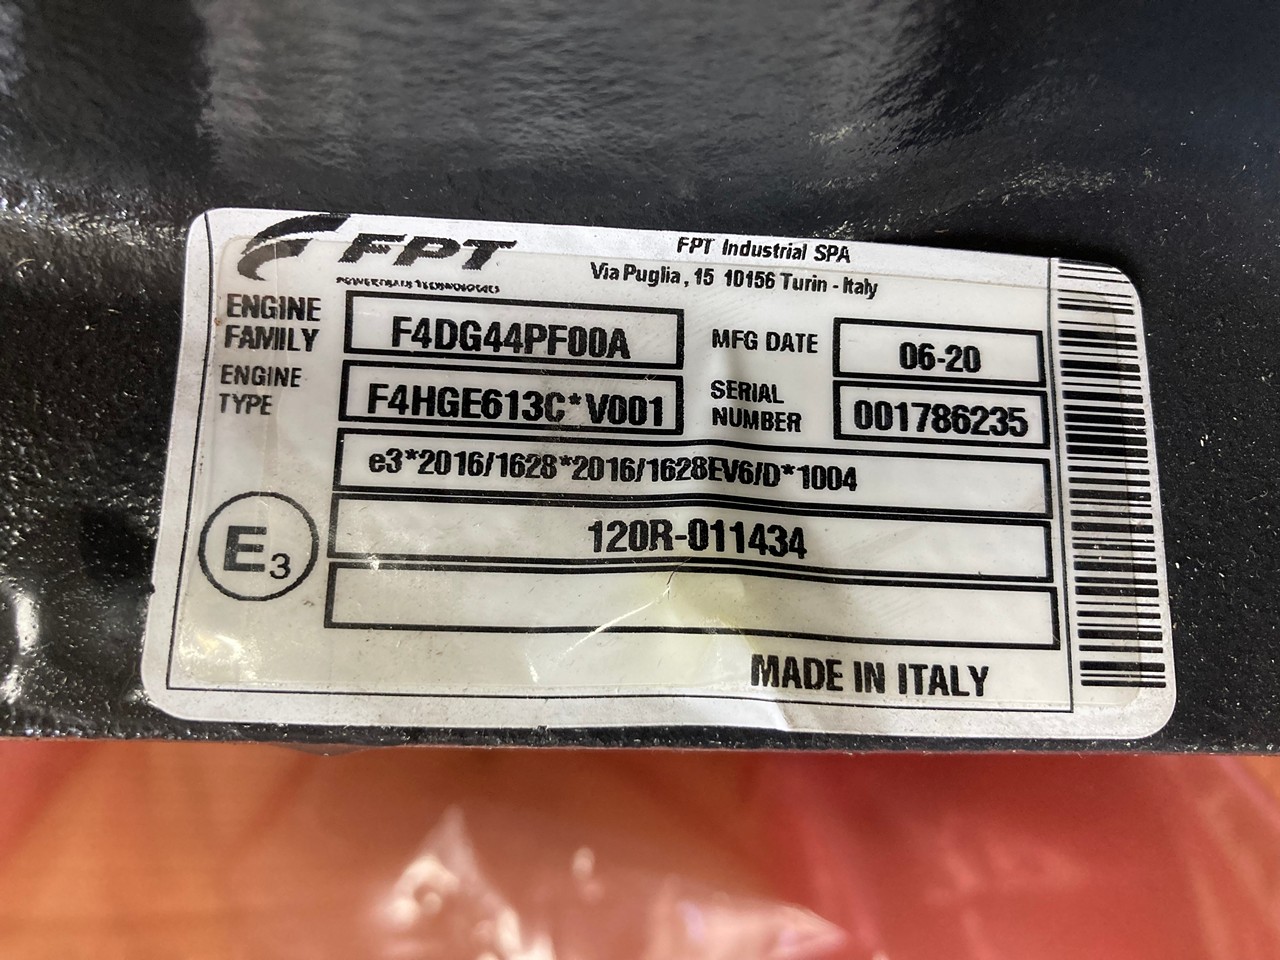 FPT
POWERTRAIN TECHNOLOGIES
FPT Industrial SPA
Via Puglia, 15 10156 Turin - Italy
ENGINE FAMILY
F4DG44PF00A
MFG DATE
06-20
ENGINE TYPE
F4HGE613C*V001
SERIAL NUMBER
001786235
e3*2016/1628*2016/1628EV6/D*1004
E3
120R-011434
MADE IN ITALY